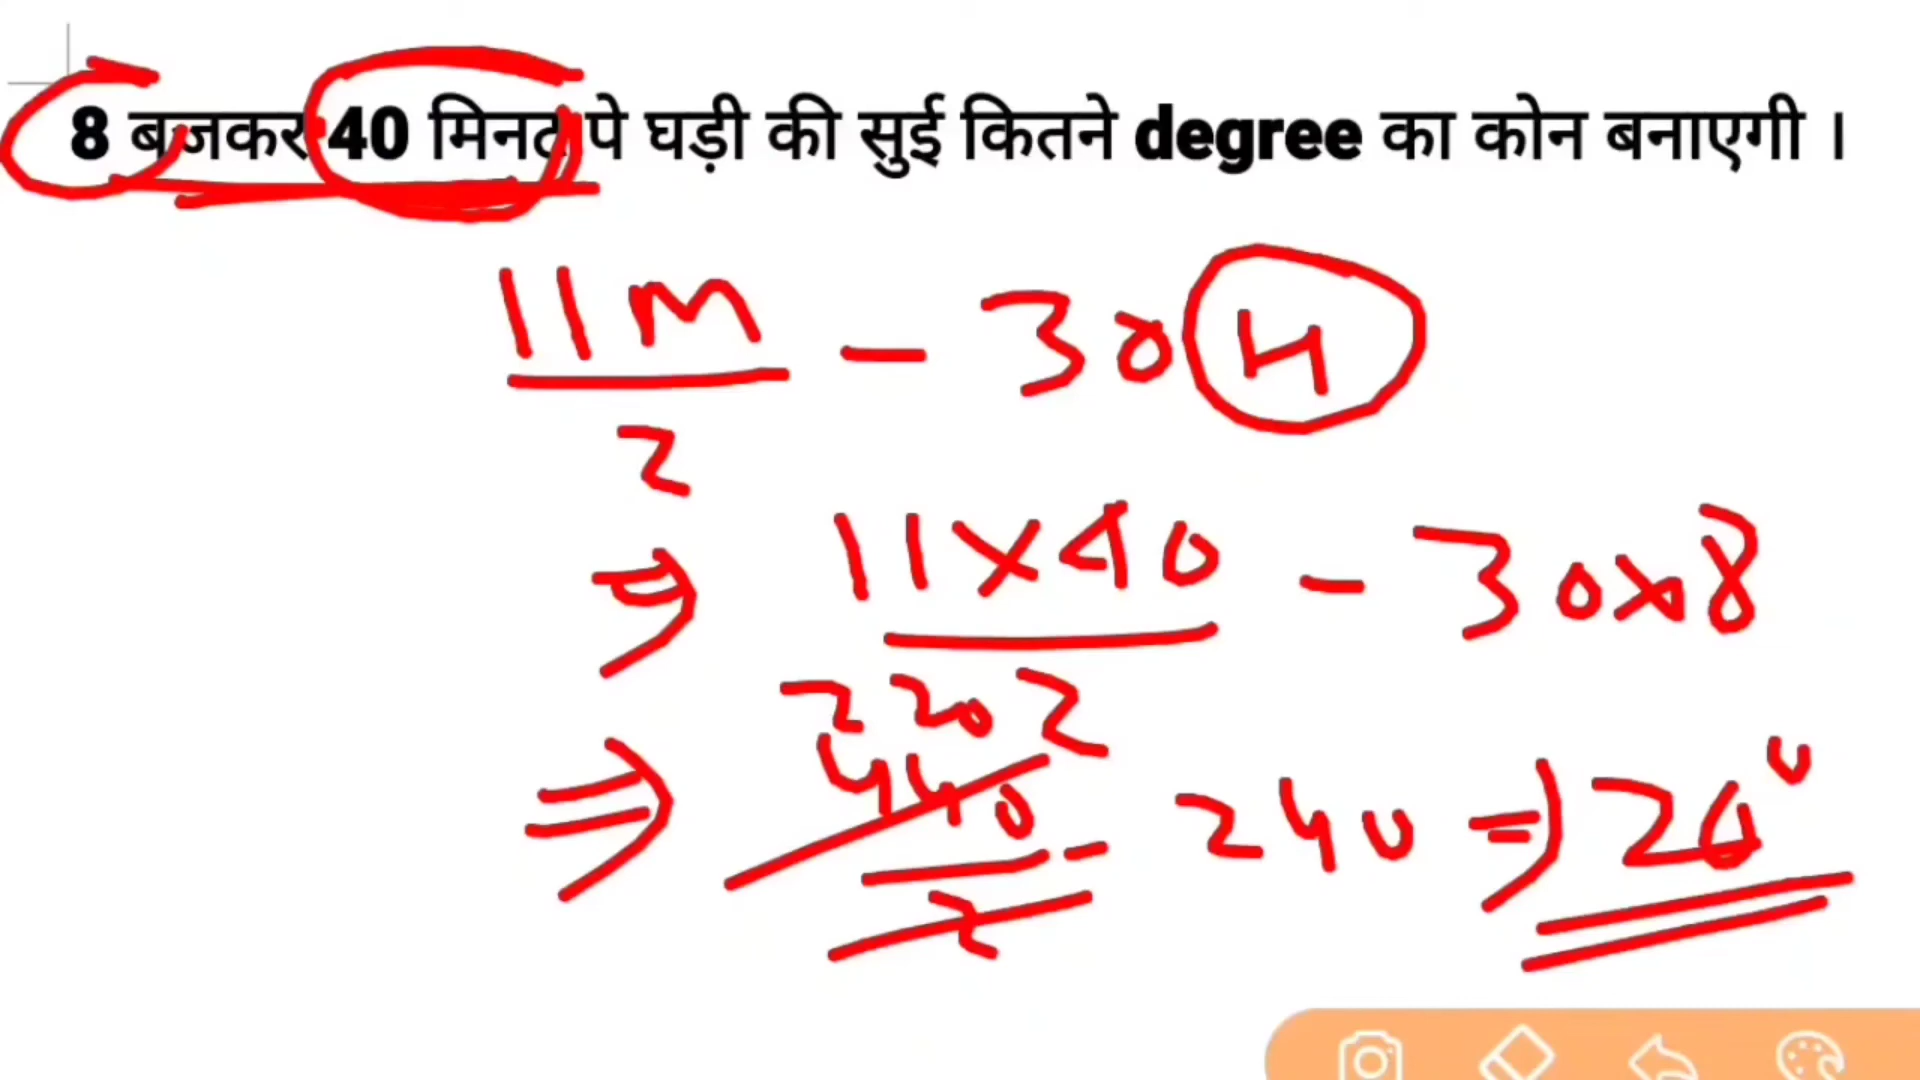 8 बजकर 40 मिनट पे घड़ी की सुई कितने degree का कोन बनाएगी ।
11M/2 - 30H
⇒ 11×40/2 - 30×8
⇒ 220 440/2 - 240 ⇒ 20°